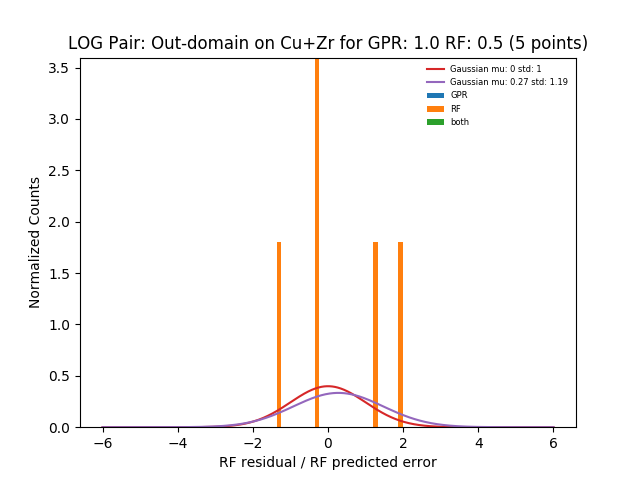 LOG Pair: Out-domain on Cu+Zr for GPR: 1.0 RF: 0.5 (5 points)
Gaussian mu: 0 std: 1
Gaussian mu: 0.27 std: 1.19
GPR
RF
both
3.5
3.0
2.5
2.0
1.5
1.0
0.5
0.0
Normalized Counts
−6 −4 −2 0 2 4 6
RF residual / RF predicted error